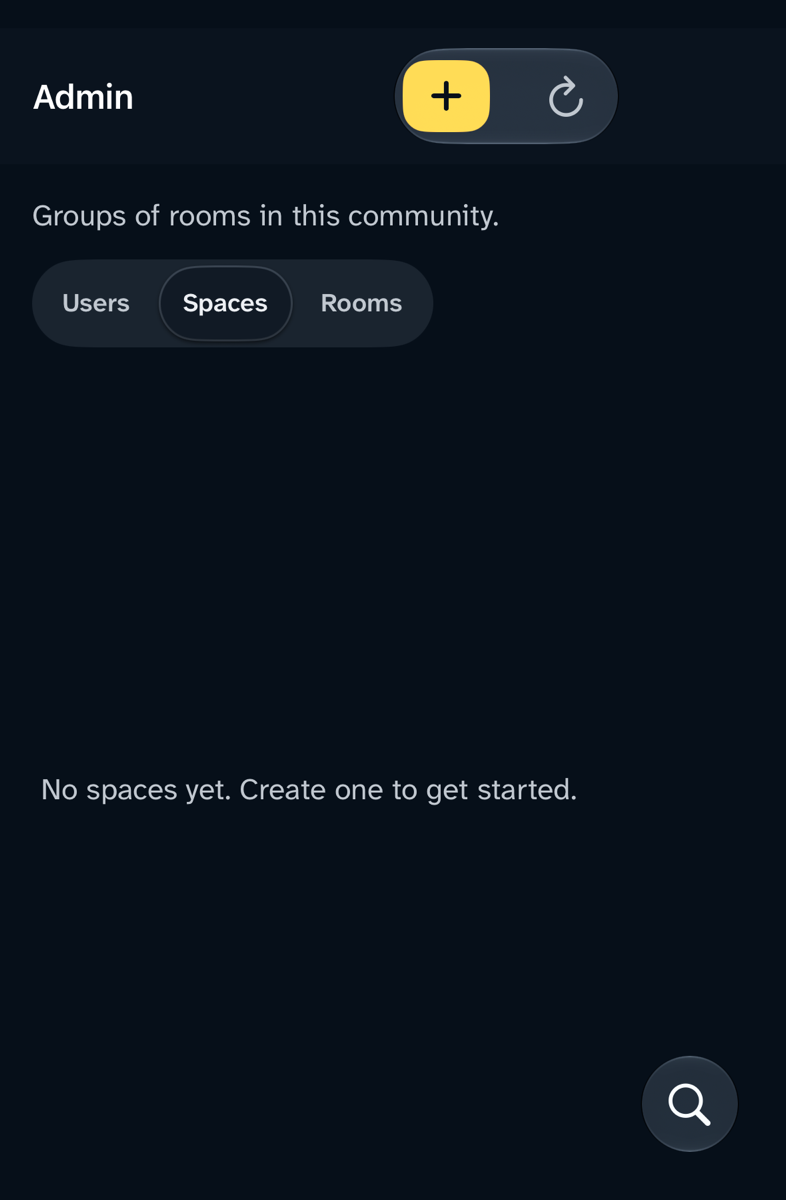 Admin
Groups of rooms in this community.
Users Spaces Rooms
No spaces yet. Create one to get started.